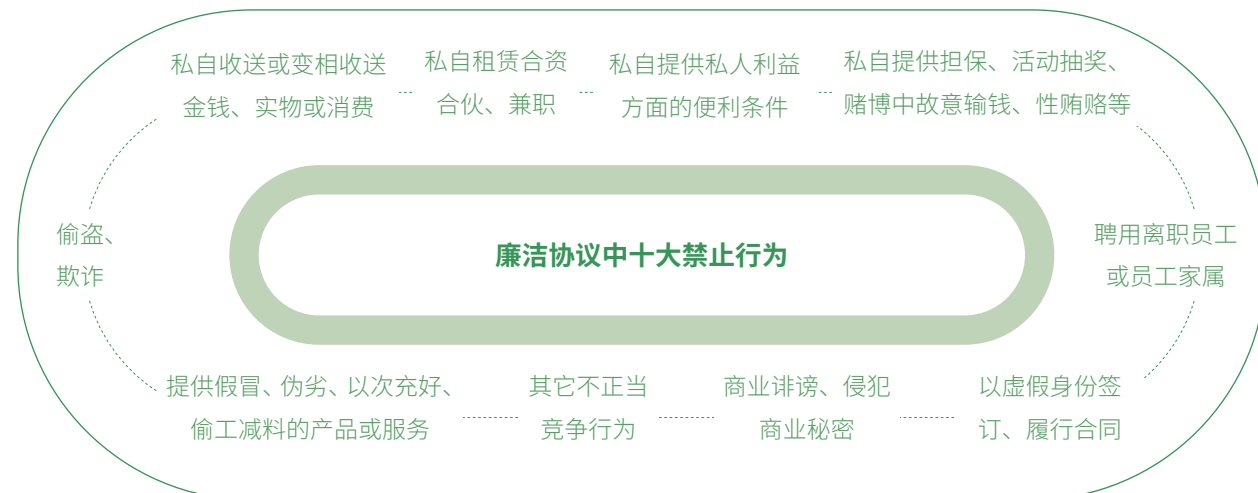 私自收送或变相收送
金钱、实物或消费
私自租赁合资
合伙、兼职
私自提供私人利益
方面的便利条件
私自提供担保、活动抽奖、
赌博中故意输钱、性贿赂等
偷盗、
欺诈
廉洁协议中十大禁止行为
聘用离职员工
或员工家属
提供假冒、伪劣、以次充好、
偷工减料的产品或服务
其它不正当
竞争行为
商业诽谤、侵犯
商业秘密
以虚假身份签
订、履行合同